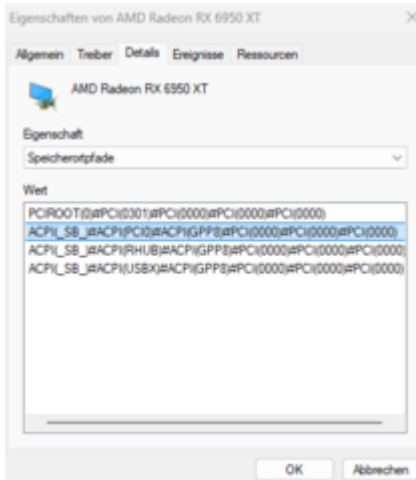 Eigenschaften von AMD Radeon RX 6950 XT
Allgemein Treiber Details Ereignisse Ressourcen
AMD Radeon RX 6950 XT
Eigenschaft
Speicherortpfade
Wert
PCIROOT(0)#PCI(0301)#PCI(0000)#PCI(0000)#PCI(0000)
ACPI(_SB_)#ACPI(PCI0)#ACPI(GPP8)#PCI(0000)#PCI(0000)#PCI(0000)
ACPI(_SB_)#ACPI(RHUB)#ACPI(GPP8)#PCI(0000)#PCI(0000)#PCI(0000)
ACPI(_SB_)#ACPI(USBX)#ACPI(GPP8)#PCI(0000)#PCI(0000)#PCI(0000)
OK Abbrechen